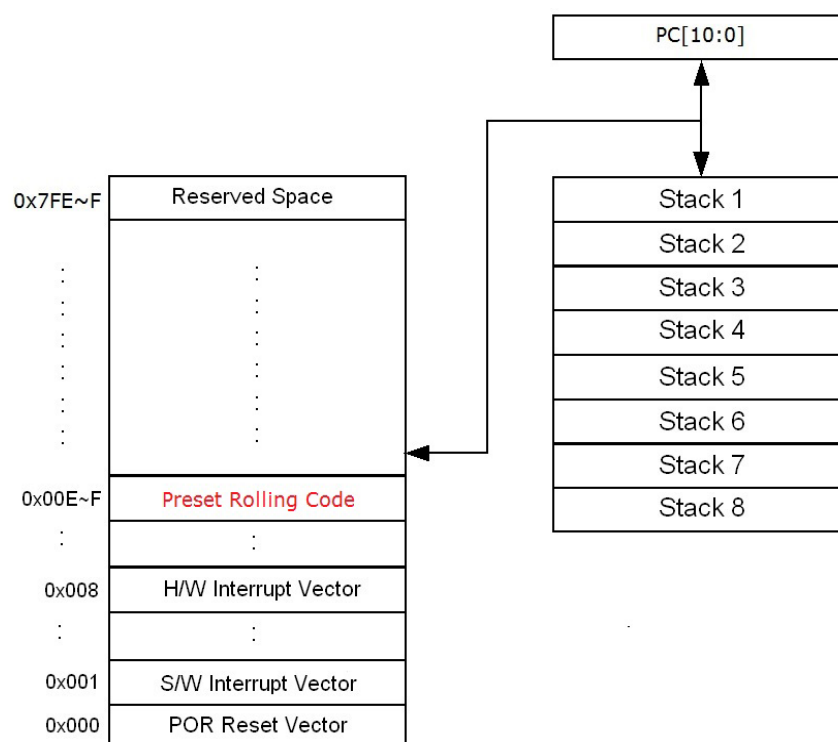 PC[10:0]
0x7FE~F Reserved Space
0x00E~F Preset Rolling Code
0x008 H/W Interrupt Vector
0x001 S/W Interrupt Vector
0x000 POR Reset Vector
Stack 1
Stack 2
Stack 3
Stack 4
Stack 5
Stack 6
Stack 7
Stack 8